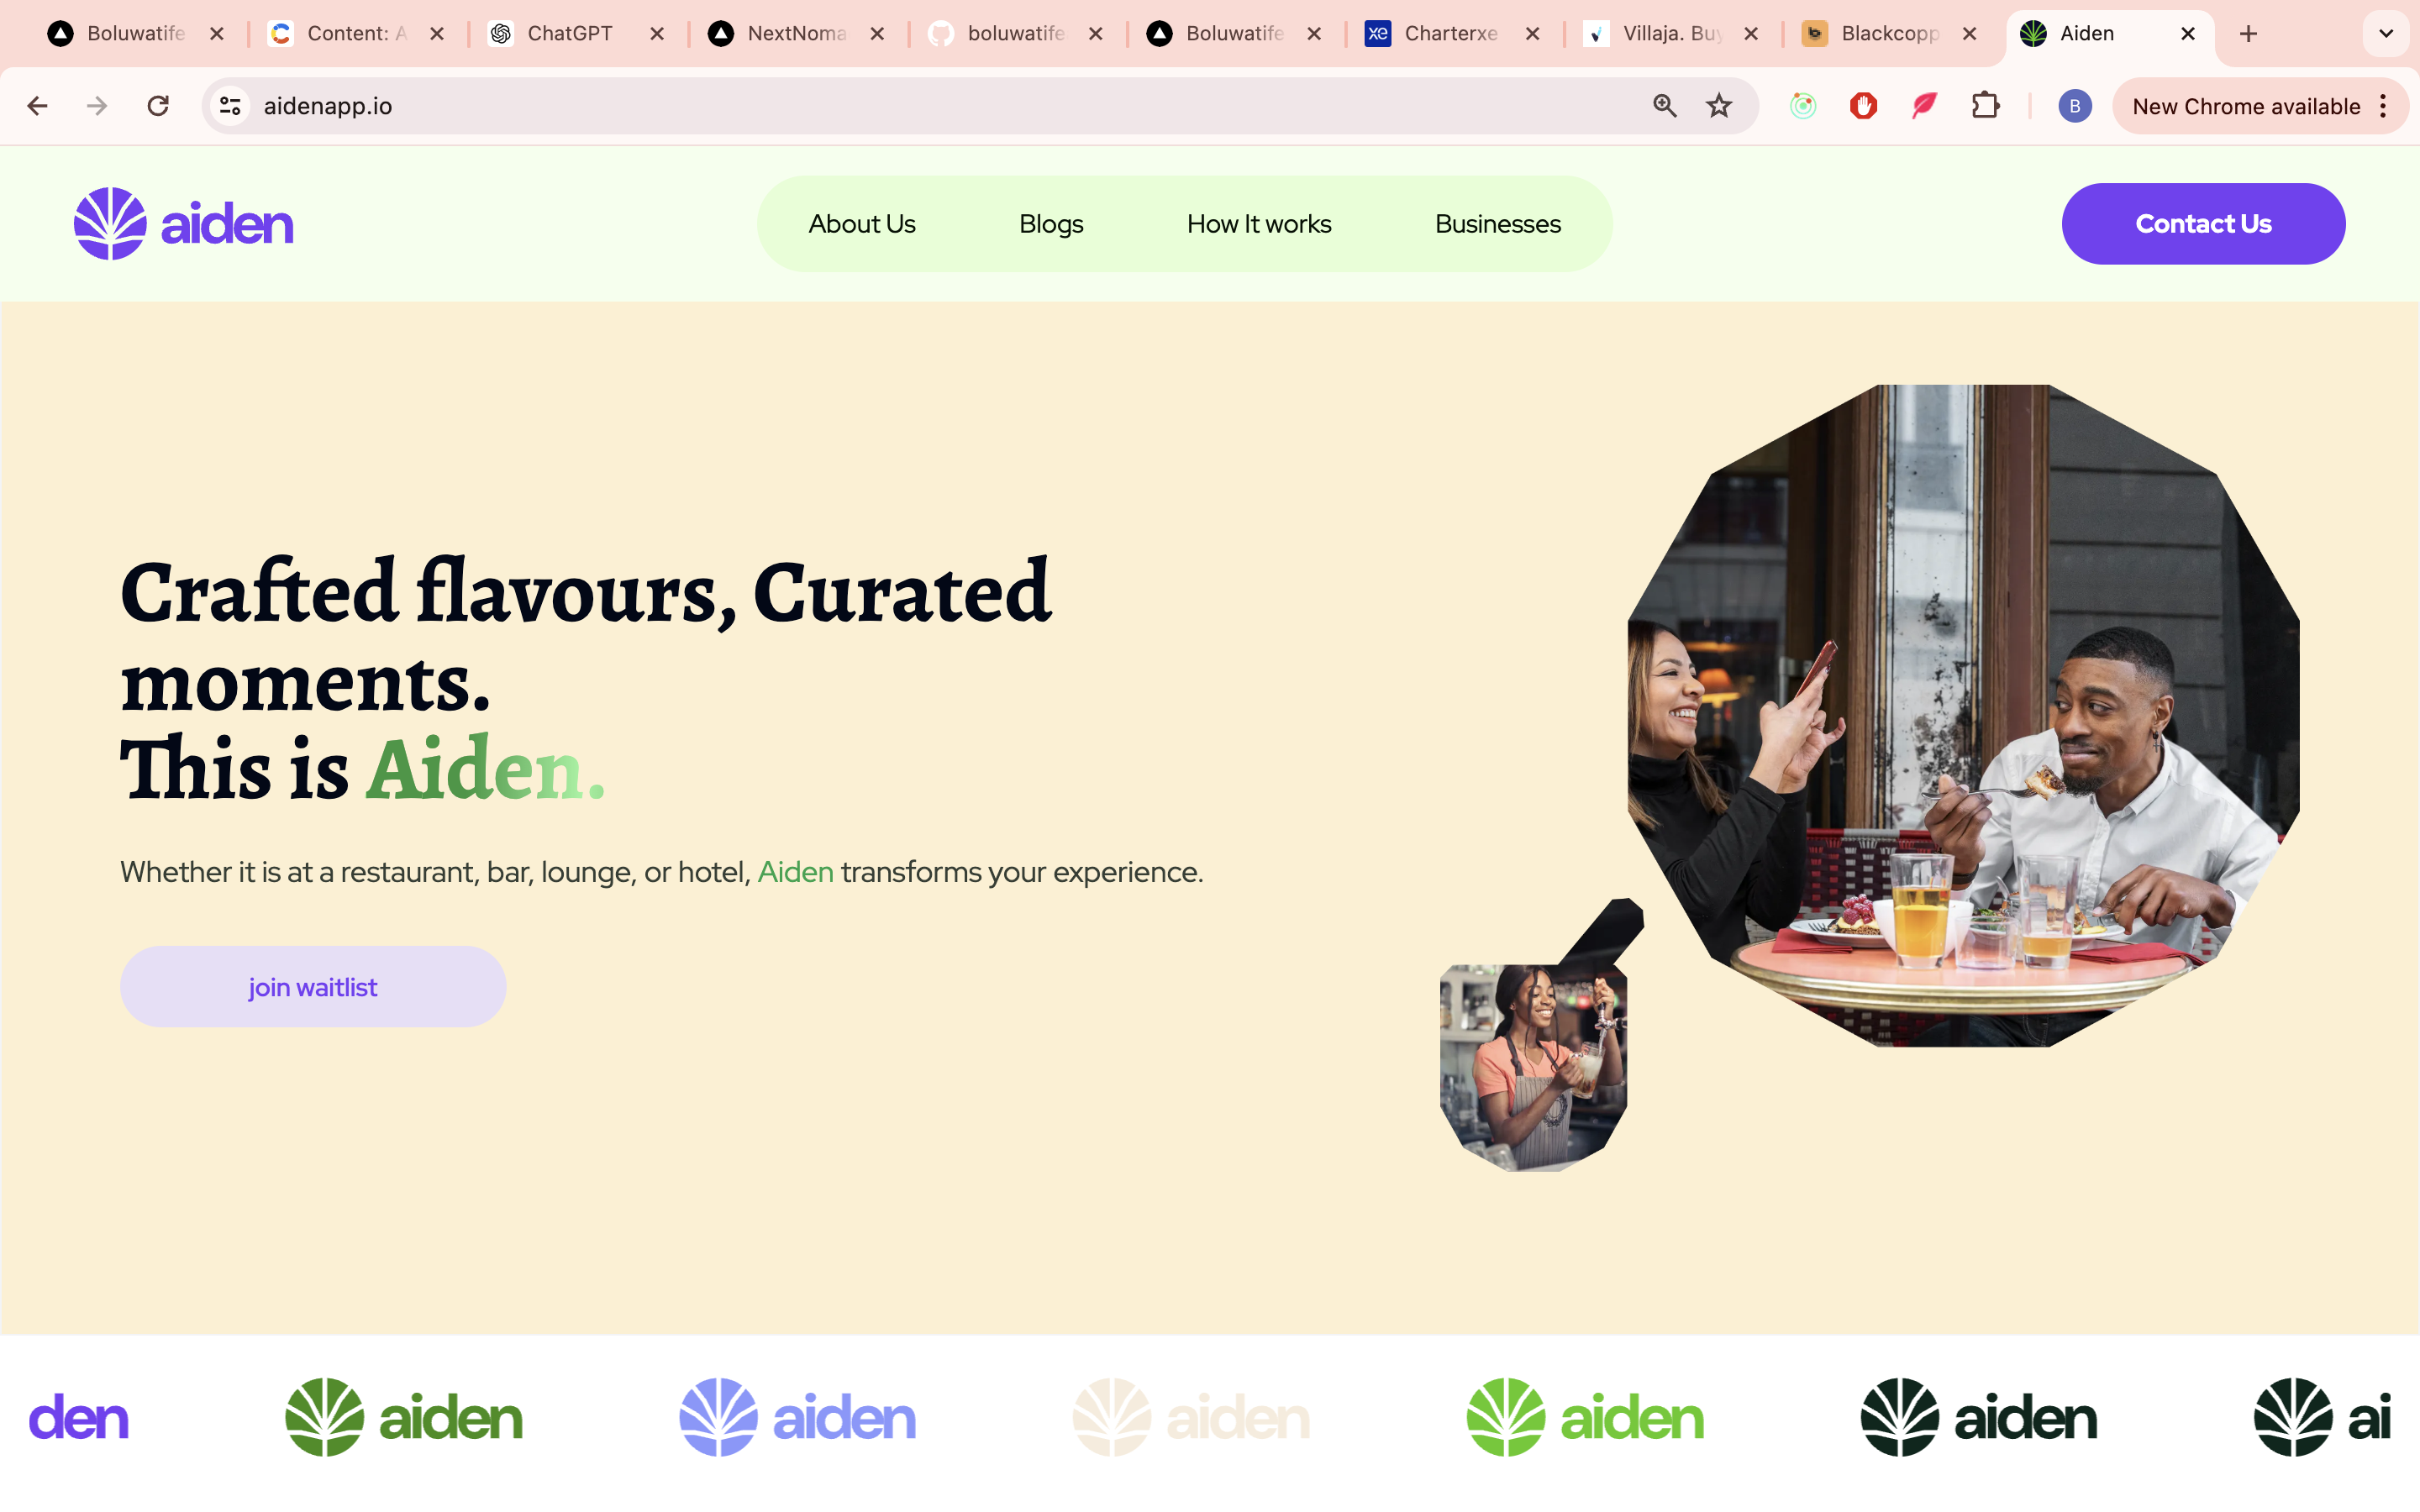 Boluwatife
Content: A
ChatGPT
NextNoma
boluwatife
Boluwatife
xe
Charterxe
Villaja. Buy
b
Blackcopp
Aiden
aidenapp.io
B
New Chrome available
aiden
About Us
Blogs
How It works
Businesses
Contact Us
Crafted flavours, Curated
moments.
This is Aiden.
Whether it is at a restaurant, bar, lounge, or hotel, Aiden transforms your experience.
join waitlist
den
aiden
aiden
aiden
aiden
aiden
ai